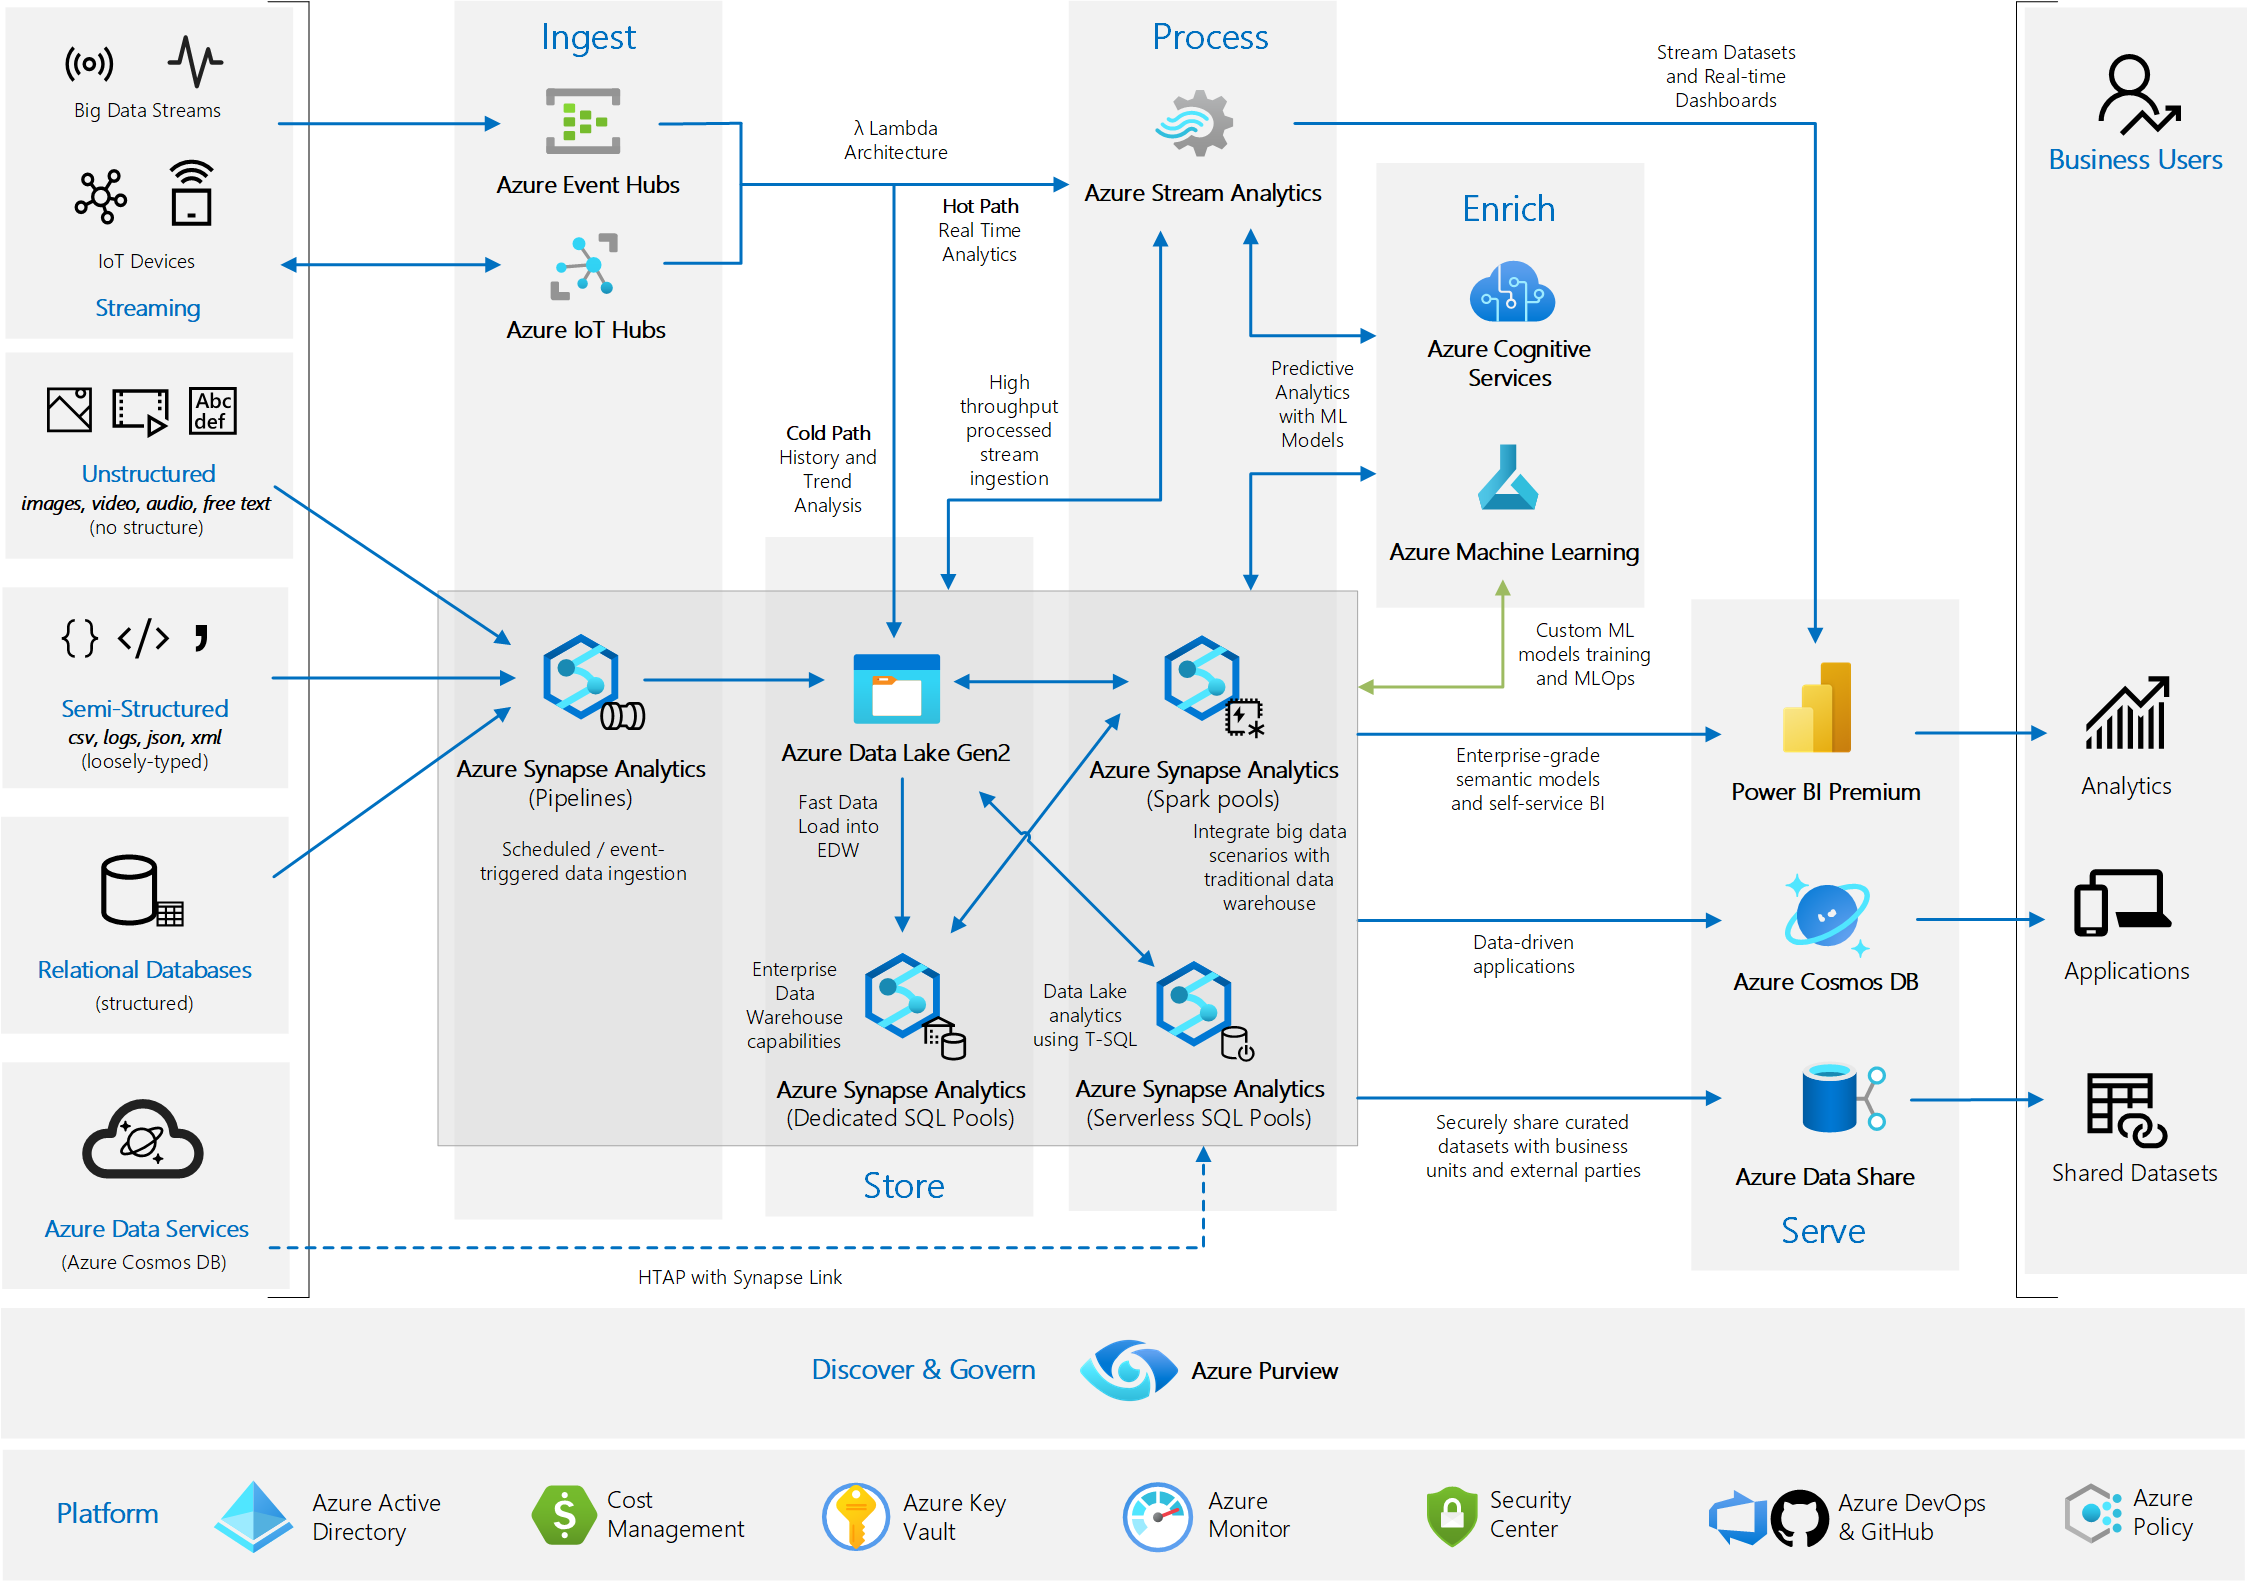 Big Data Streams
IoT Devices
Streaming
Abc
def
Unstructured
images, video, audio, free text
(no structure)
{ } </> ,
Semi-Structured
csv, logs, json, xml
(loosely-typed)
Relational Databases
(structured)
Azure Data Services
(Azure Cosmos DB)
Ingest
Azure Event Hubs
Azure IoT Hubs
λ Lambda
Architecture
Hot Path
Real Time
Analytics
Cold Path
History and
Trend
Analysis
High
throughput
processed
stream
ingestion
Process
Azure Stream Analytics
Predictive
Analytics
with ML
Models
Enrich
Azure Cognitive
Services
Azure Machine Learning
Custom ML
models training
and MLOps
Stream Datasets
and Real-time
Dashboards
Azure Synapse Analytics
(Pipelines)
Scheduled / event-
triggered data ingestion
Azure Data Lake Gen2
Fast Data
Load into
EDW
Azure Synapse Analytics
(Spark pools)
Integrate big data
scenarios with
traditional data
warehouse
Enterprise
Data
Warehouse
capabilities
Azure Synapse Analytics
(Dedicated SQL Pools)
Data Lake
analytics
using T-SQL
Azure Synapse Analytics
(Serverless SQL Pools)
Store
HTAP with Synapse Link
Enterprise-grade
semantic models
and self-service BI
Data-driven
applications
Securely share curated
datasets with business
units and external parties
Power BI Premium
Azure Cosmos DB
Azure Data Share
Serve
Business Users
Analytics
Applications
Shared Datasets
Discover & Govern
Azure Purview
Platform
Azure Active
Directory
$
Cost
Management
Azure Key
Vault
Azure
Monitor
Security
Center
Azure DevOps
& GitHub
Azure
Policy